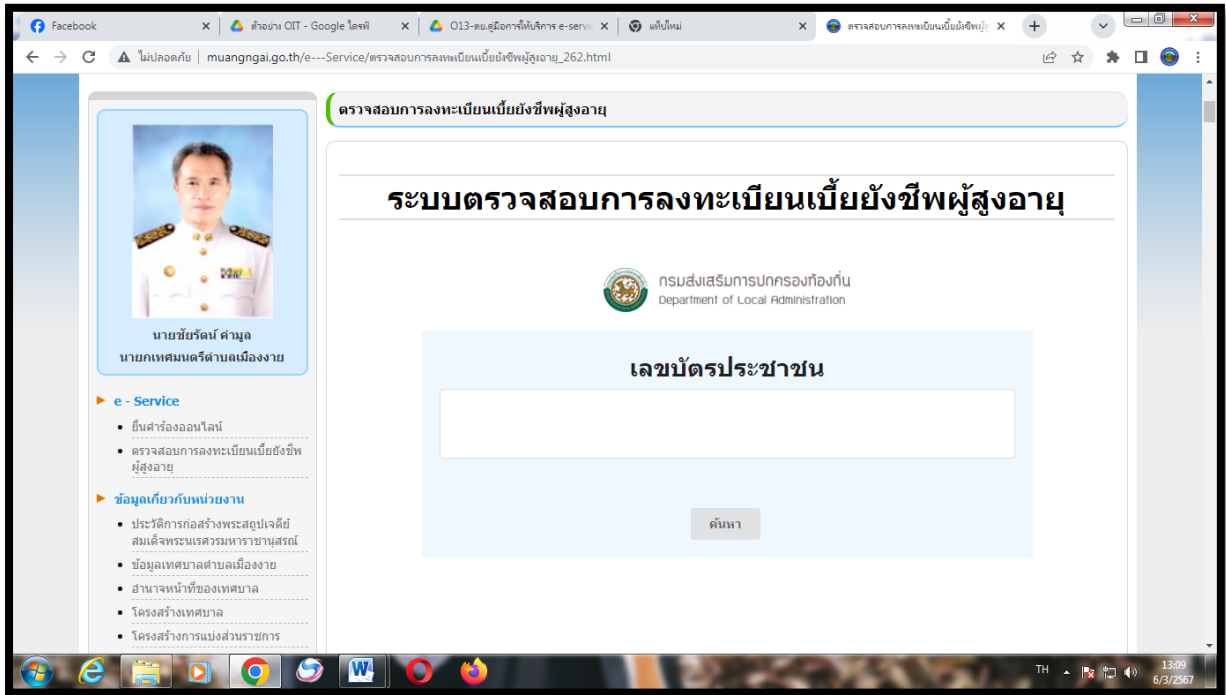 Facebook
ตัวอย่าง OIT - Google ไดรฟ์
O13-ตย.คู่มือการให้บริการ e-servic
แท็บใหม่
ตรวจสอบการลงทะเบียนเบี้ยยังชีพผู้สู
ไม่ปลอดภัย | muangngai.go.th/e---Service/ตรวจสอบการลงทะเบียนเบี้ยยังชีพผู้สูงอายุ_262.html
ตรวจสอบการลงทะเบียนเบี้ยยังชีพผู้สูงอายุ
ระบบตรวจสอบการลงทะเบียนเบี้ยยังชีพผู้สูงอายุ
กรมส่งเสริมการปกครองท้องถิ่น
Department of Local Administration
เลขบัตรประชาชน
ค้นหา
นายชัยรัตน์ คำมูล
นายกเทศมนตรีตำบลเมืองงาย
e - Service
ยื่นคำร้องออนไลน์
ตรวจสอบการลงทะเบียนเบี้ยยังชีพ
ผู้สูงอายุ
ข้อมูลเกี่ยวกับหน่วยงาน
ประวัติการก่อสร้างพระสถูปเจดีย์
สมเด็จพระนเรศวรมหาราชานุสรณ์
ข้อมูลเทศบาลตำบลเมืองงาย
อำนาจหน้าที่ของเทศบาล
โครงสร้างเทศบาล
โครงสร้างการแบ่งส่วนราชการ
TH
13:09
6/3/2567